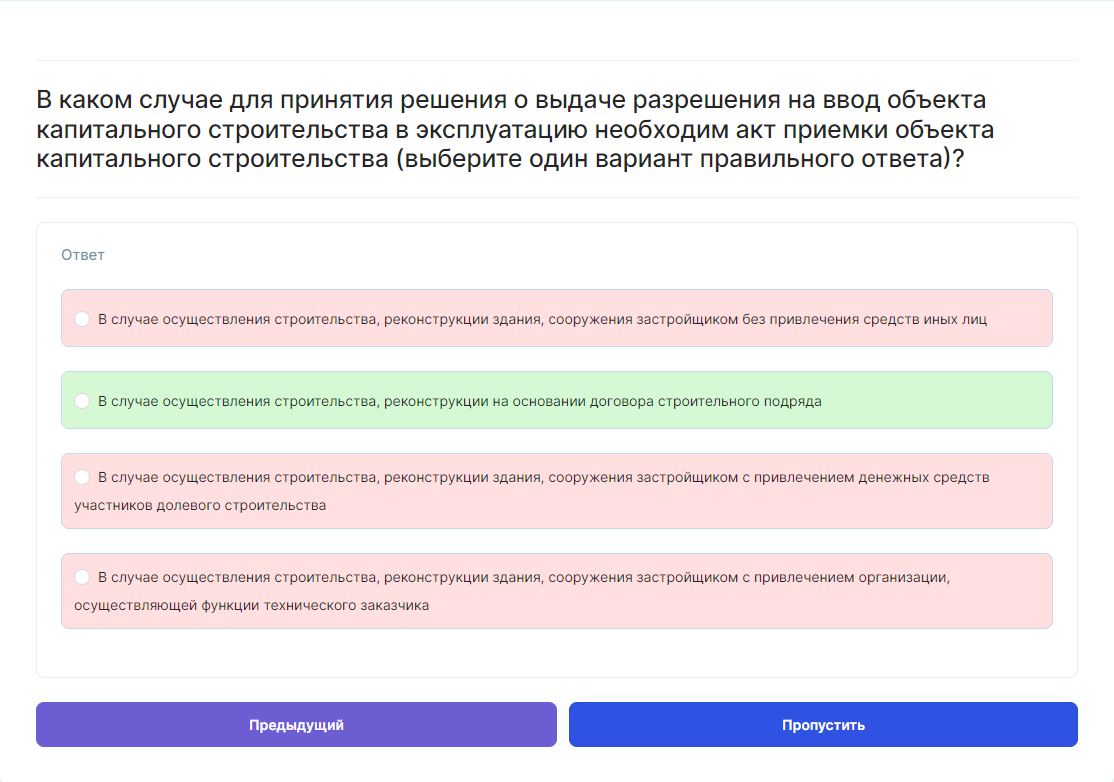 В каком случае для принятия решения о выдаче разрешения на ввод объекта
капитального строительства в эксплуатацию необходим акт приемки объекта
капитального строительства (выберите один вариант правильного ответа)?
Ответ
В случае осуществления строительства, реконструкции здания, сооружения застройщиком без привлечения средств иных лиц
В случае осуществления строительства, реконструкции на основании договора строительного подряда
В случае осуществления строительства, реконструкции здания, сооружения застройщиком с привлечением денежных средств
участников долевого строительства
В случае осуществления строительства, реконструкции здания, сооружения застройщиком с привлечением организации,
осуществляющей функции технического заказчика
Предыдущий
Пропустить